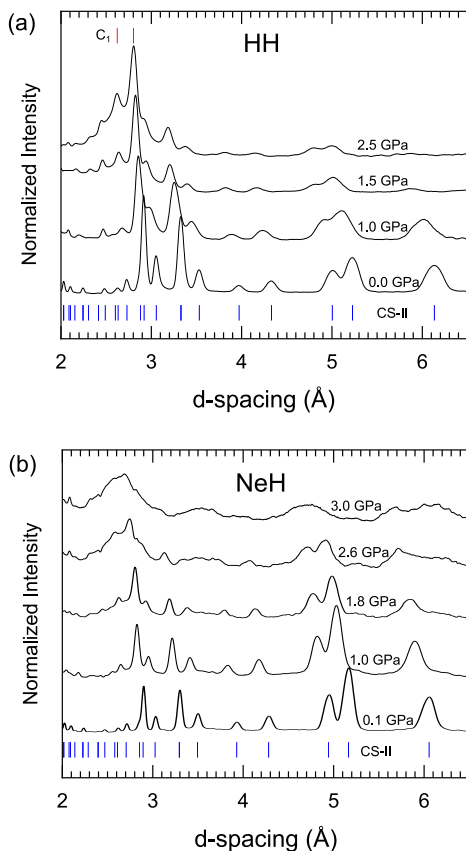 (a)
HH
C1
2.5 GPa
1.5 GPa
1.0 GPa
0.0 GPa
CS-II
Normalized Intensity
2 3 4 5 6
d-spacing (Å)
(b)
NeH
3.0 GPa
2.6 GPa
1.8 GPa
1.0 GPa
0.1 GPa
CS-II
Normalized Intensity
2 3 4 5 6
d-spacing (Å)